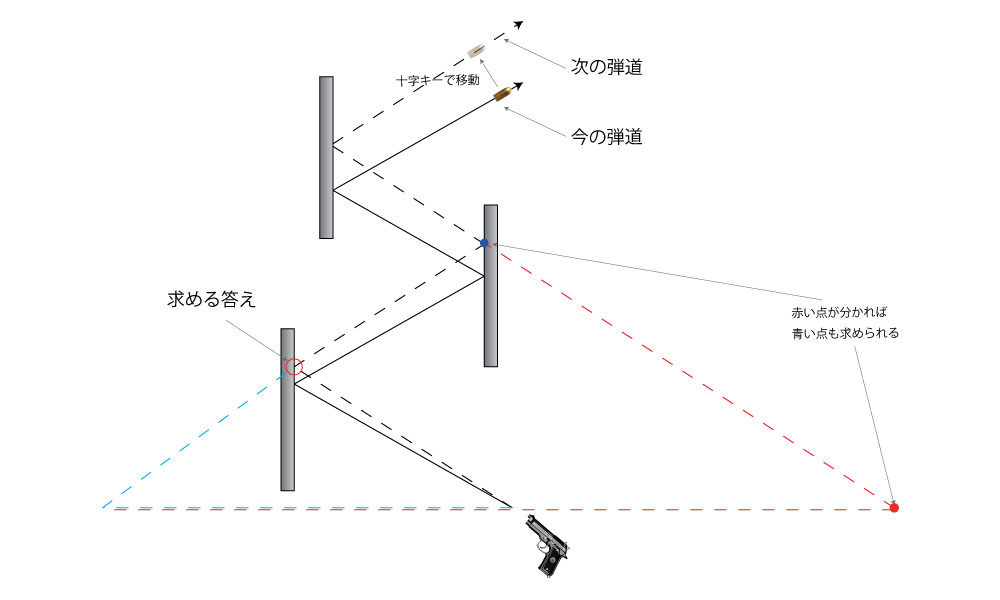 次の弾道
十字キーで移動
今の弾道
求める答え
赤い点が分かれば
青い点も求められる